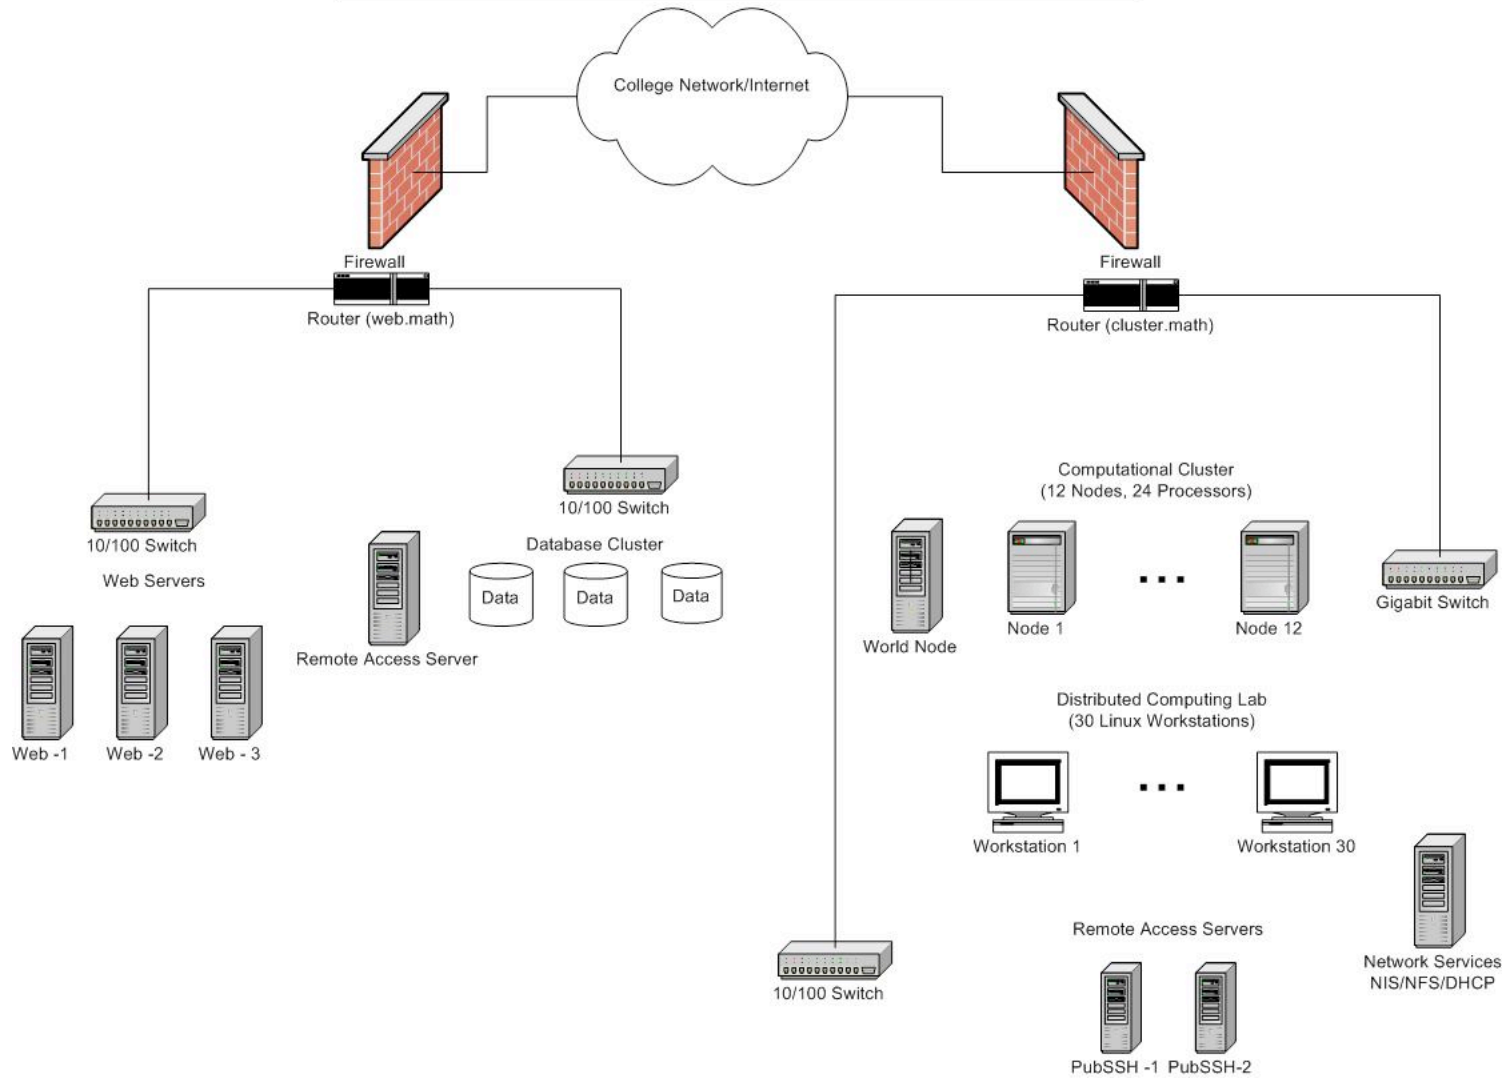 College Network/Internet
Firewall
Router (web.math)
Firewall
Router (cluster.math)
10/100 Switch
Web Servers
Web -1
Web -2
Web - 3
Remote Access Server
10/100 Switch
Database Cluster
Data
Data
Data
Computational Cluster
(12 Nodes, 24 Processors)
World Node
Node 1
Node 12
Gigabit Switch
Distributed Computing Lab
(30 Linux Workstations)
Workstation 1
Workstation 30
Remote Access Servers
PubSSH -1
PubSSH-2
Network Services
NIS/NFS/DHCP
10/100 Switch